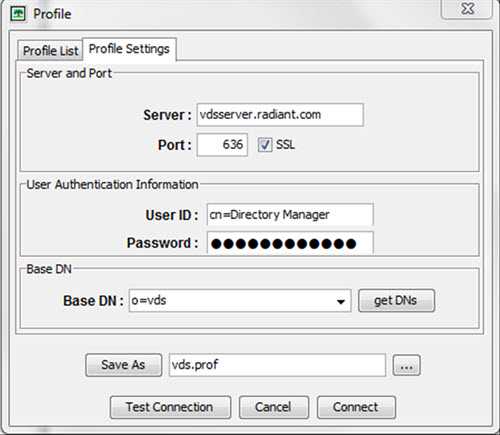 Profile
Profile List Profile Settings
Server and Port
Server : vdsserver.radiant.com
Port : 636 SSL
User Authentication Information
User ID : cn=Directory Manager
Password : ●●●●●●●●●●●●
Base DN
Base DN : o=vds get DNs
Save As vds.prof ...
Test Connection Cancel Connect